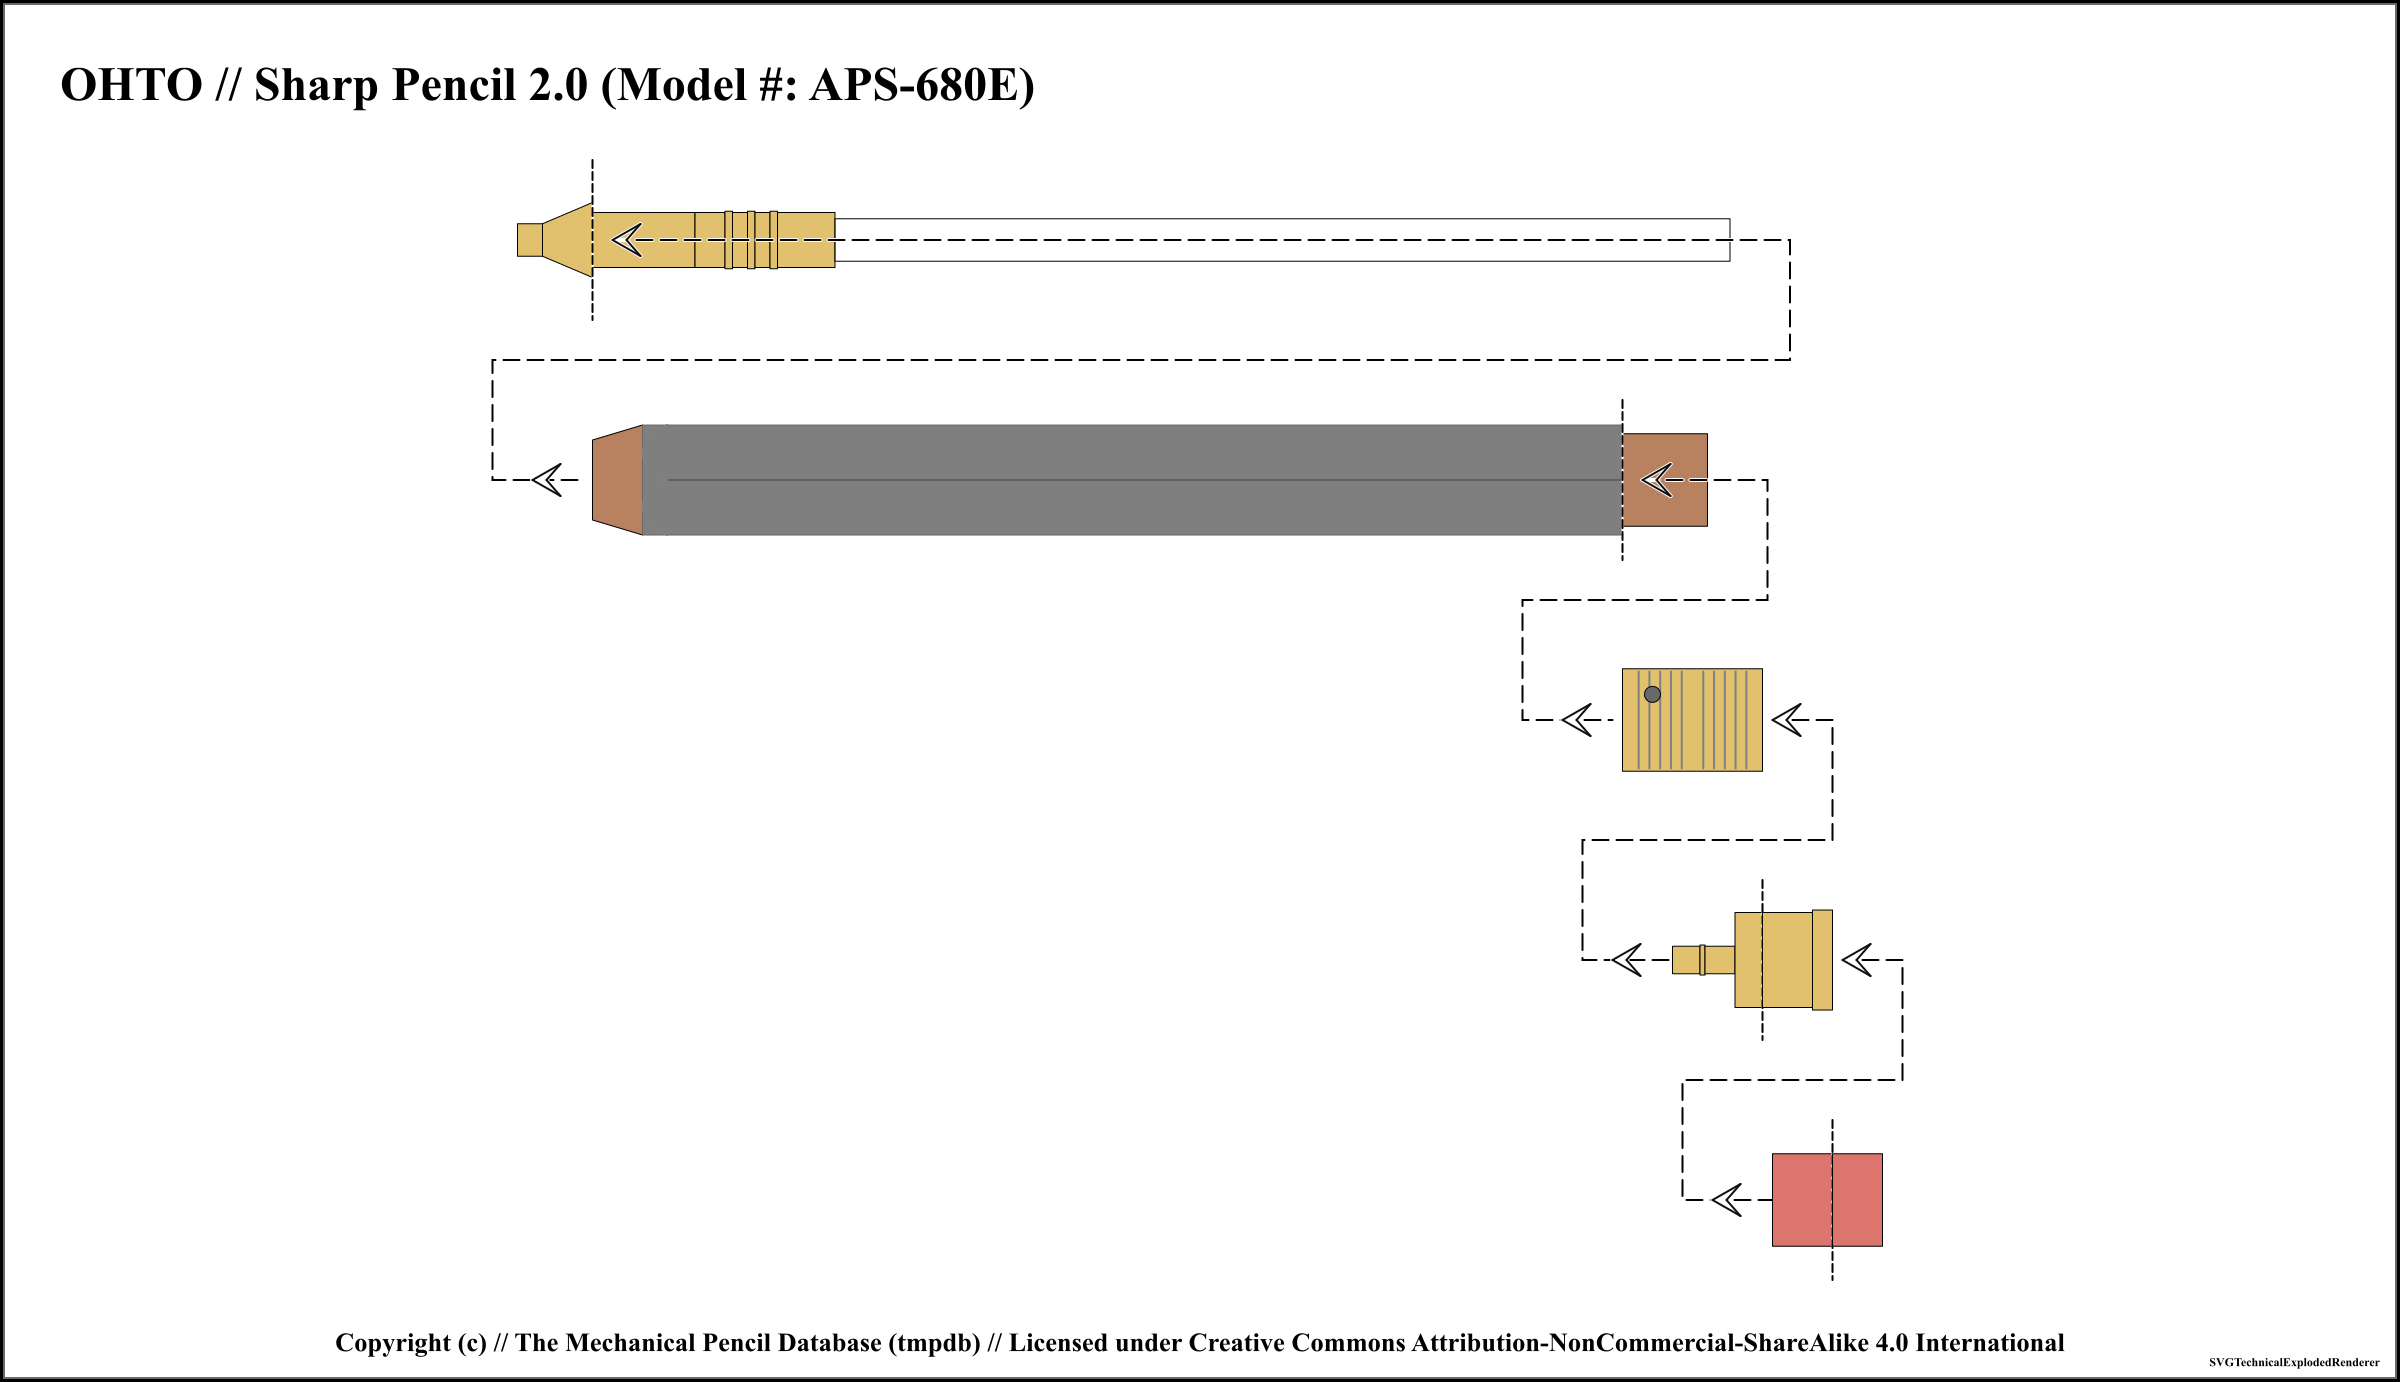 OHTO // Sharp Pencil 2.0 (Model #: APS-680E)
Copyright (c) // The Mechanical Pencil Database (tmpdb) // Licensed under Creative Commons Attribution-NonCommercial-ShareAlike 4.0 International
SVGTechnicalExplodedRenderer